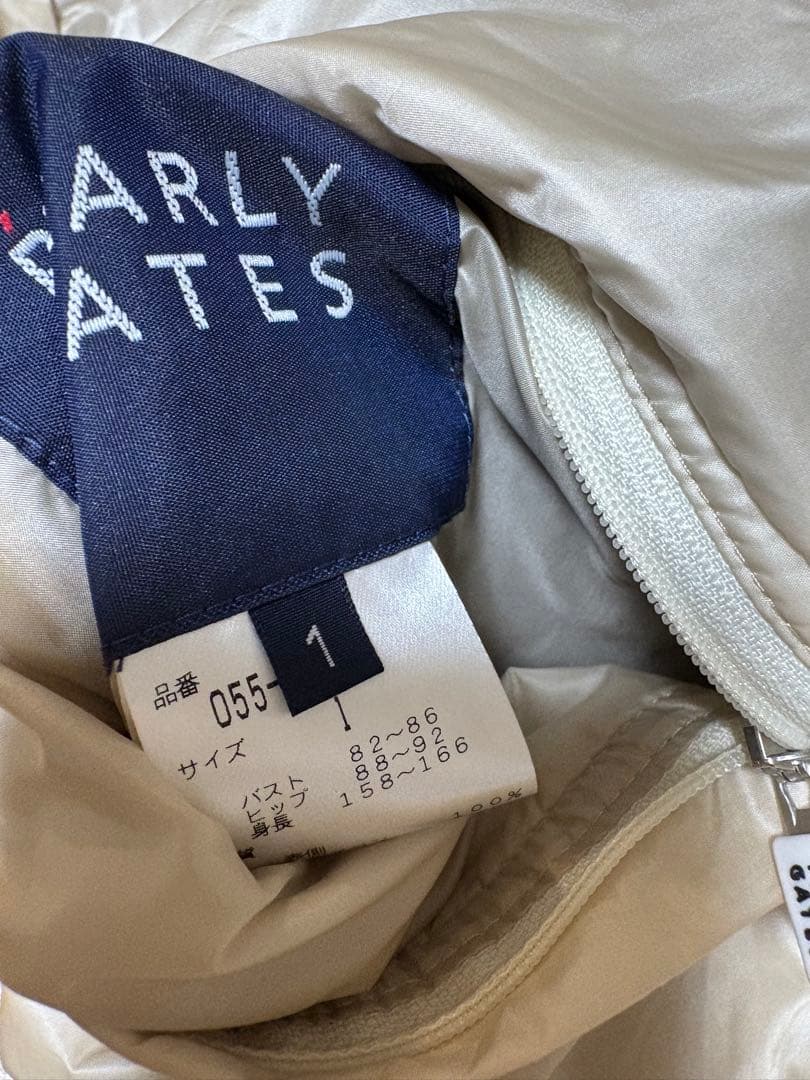 ARLY
ATES
1
品番 055-
サイズ 1
バスト 82~86
ヒップ 88~92
身長 158~166
100%